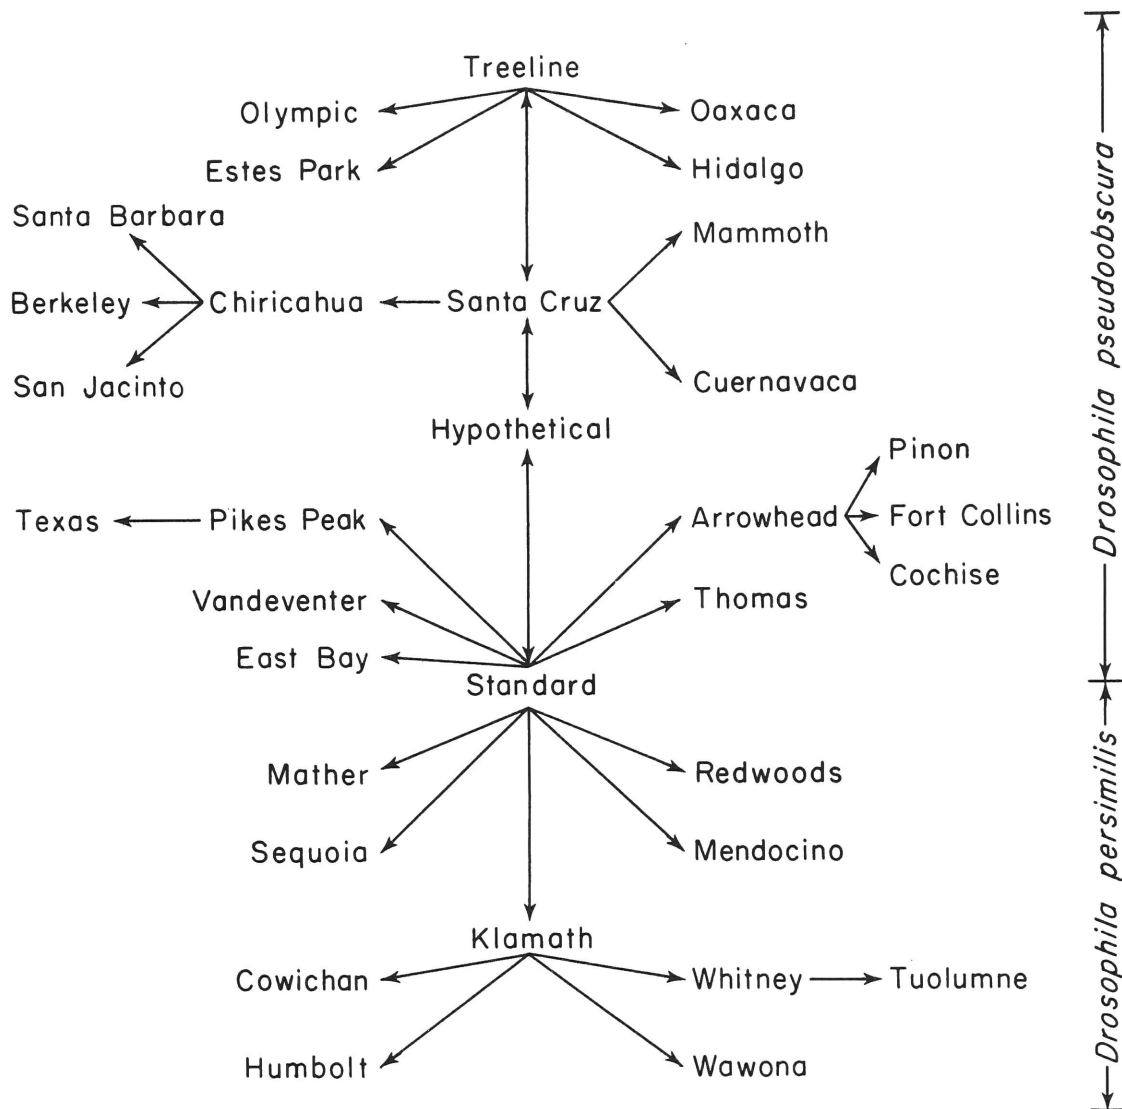 Treeline
Olympic
Oaxaca
Estes Park
Hidalgo
Santa Barbara
Mammoth
Berkeley
Chiricahua
Santa Cruz
San Jacinto
Cuernavaca
Hypothetical
Pinon
Texas
Pikes Peak
Arrowhead
Fort Collins
Cochise
Vandeventer
Thomas
East Bay
Standard
Mather
Redwoods
Sequoia
Mendocino
Klamath
Cowichan
Whitney
Tuolumne
Humbolt
Wawona
Drosophila pseudoobscura
Drosophila persimilis